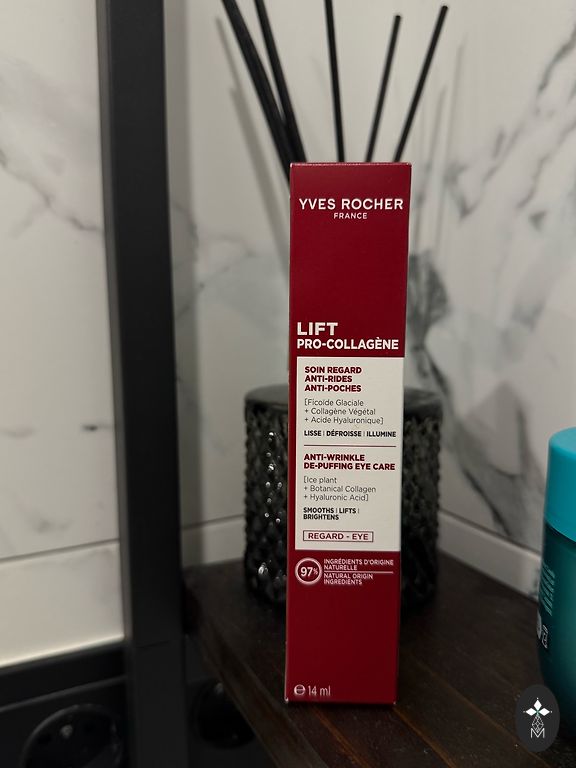 YVES ROCHER
FRANCE
LIFT
PRO-COLLAGÈNE
SOIN REGARD
ANTI-RIDES
ANTI-POCHES
[Ficoïde Glaciale
+ Collagène Végétal
+ Acide Hyaluronique]
LISSE | DÉFROISSE | ILLUMINE
ANTI-WRINKLE
DE-PUFFING EYE CARE
[Ice plant
+ Botanical Collagen
+ Hyaluronic Acid]
SMOOTHS | LIFTS |
BRIGHTENS
REGARD - EYE
97%
INGRÉDIENTS D'ORIGINE
NATURELLE
NATURAL ORIGIN
INGREDIENTS
℮ 14 ml